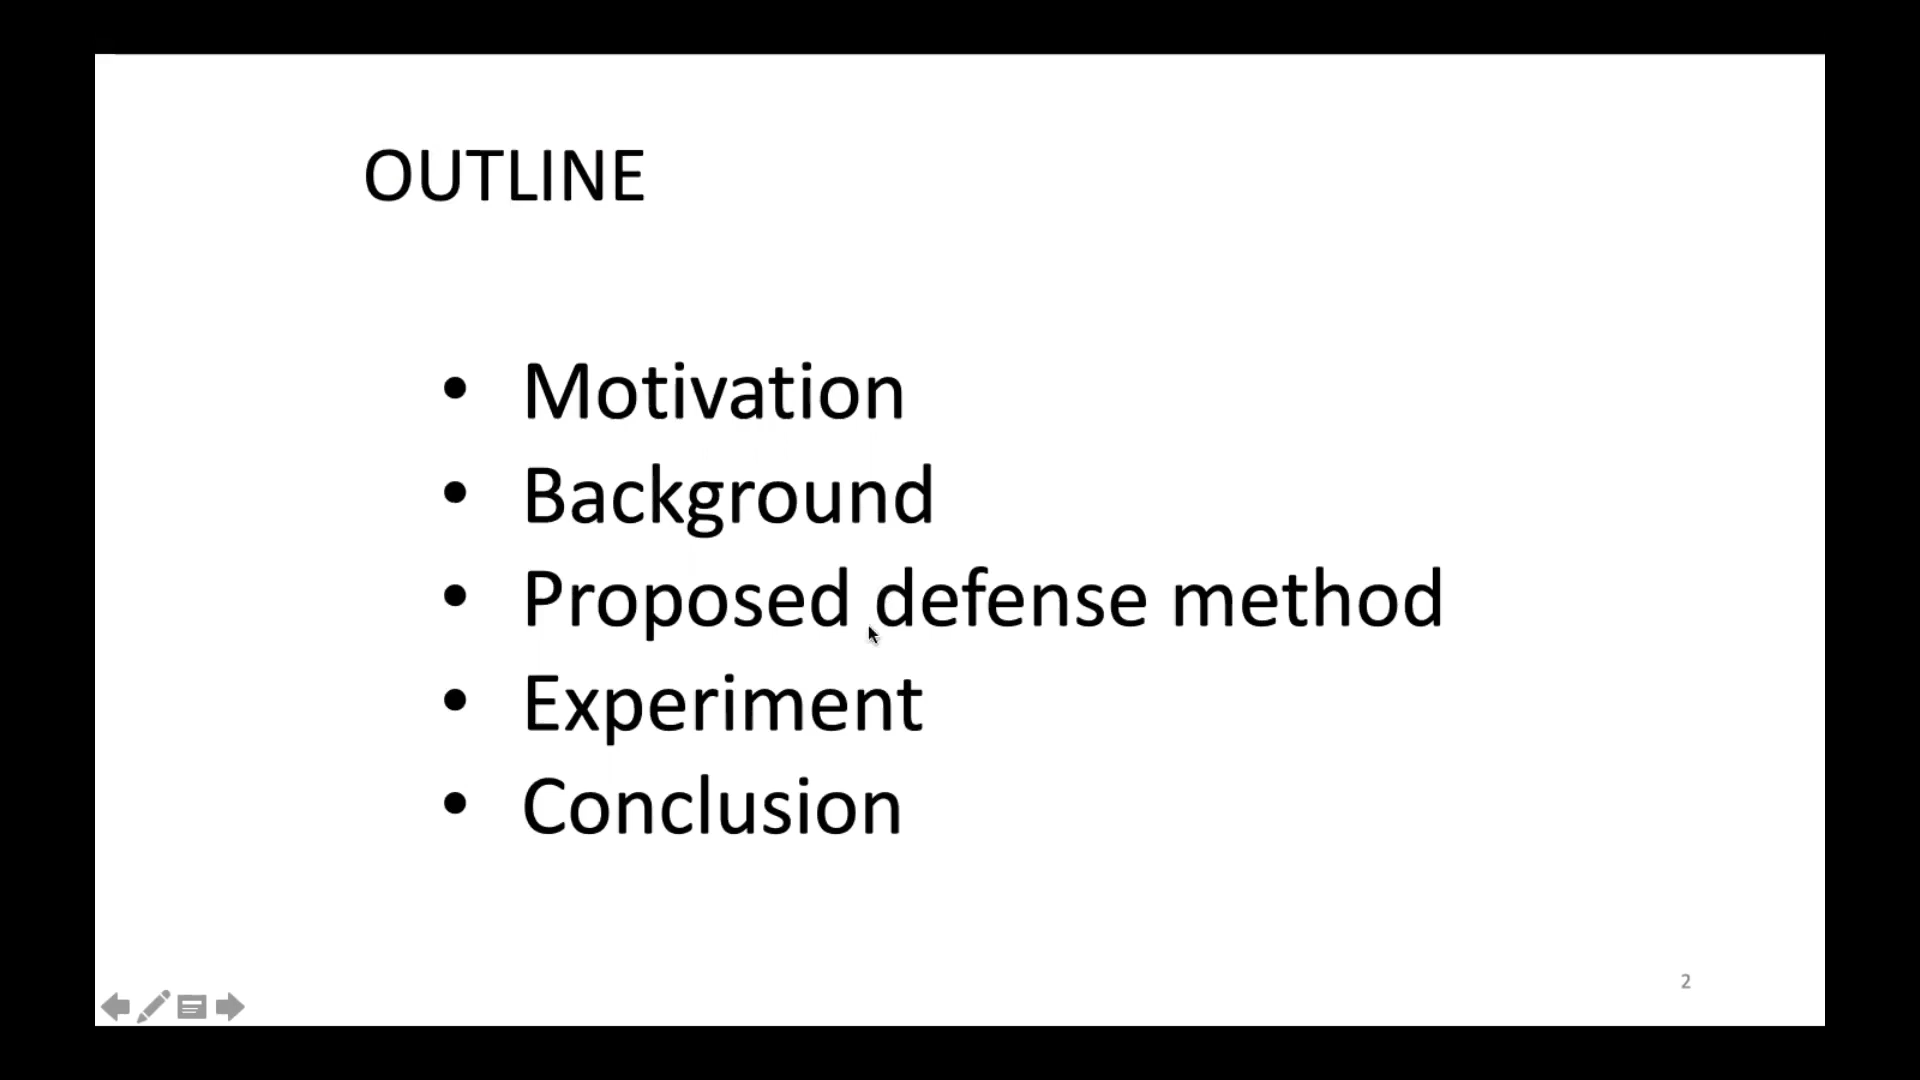 OUTLINE
• Motivation
• Background
• Proposed defense method
• Experiment
• Conclusion
2